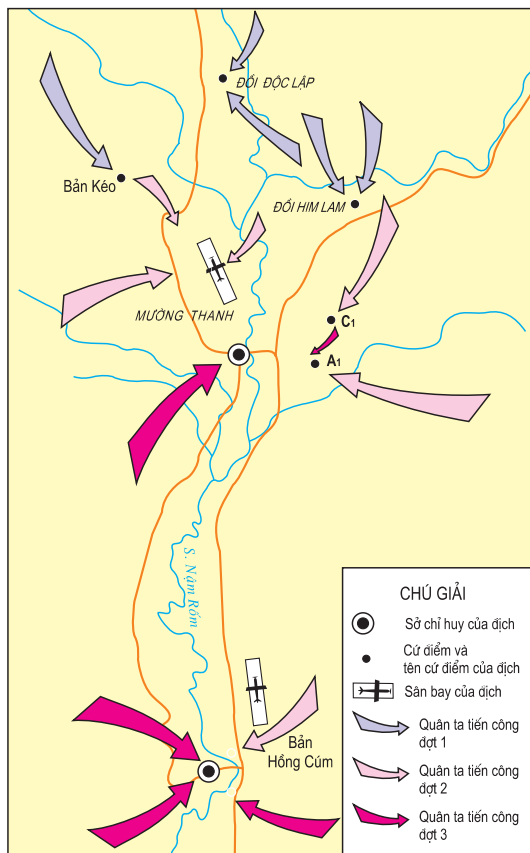 ĐỒI ĐỘC LẬP
Bản Kéo
ĐỒI HIM LAM
MƯỜNG THANH
C1
A1
S. Nậm Rốm
Bản
Hồng Cúm
CHÚ GIẢI
Sở chỉ huy của địch
Cứ điểm và
tên cứ điểm của địch
Sân bay của địch
Quân ta tiến công
đợt 1
Quân ta tiến công
đợt 2
Quân ta tiến công
đợt 3